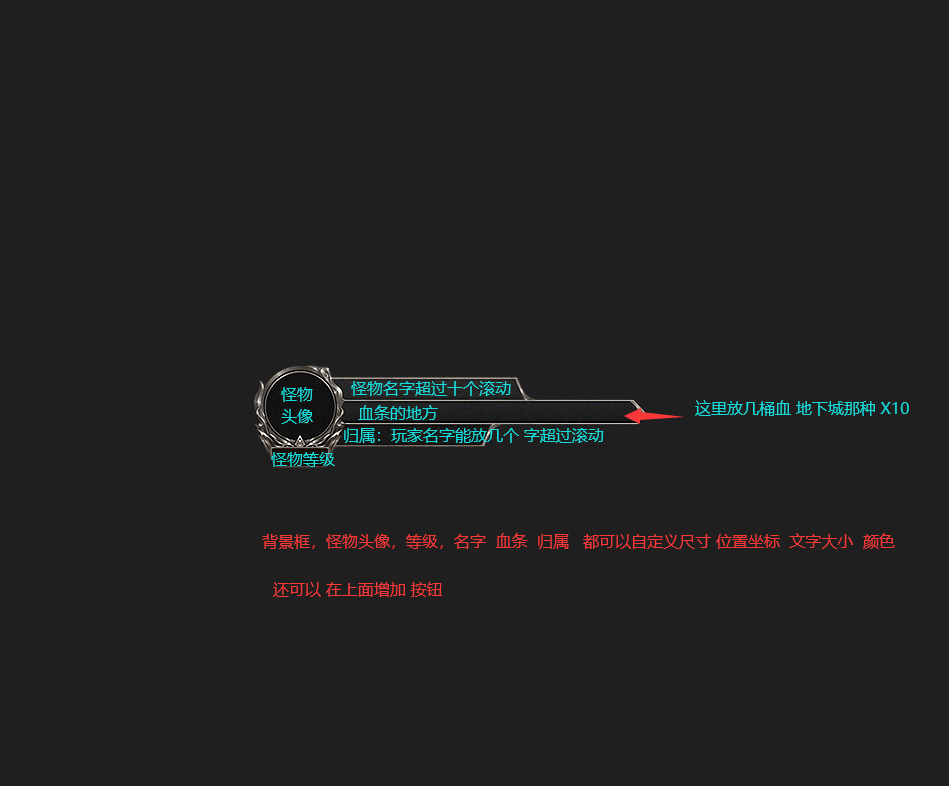 怪物
头像
怪物名字超过十个滚动
血条的地方
这里放几桶血 地下城那种 X10
归属：玩家名字能放几个 字超过滚动
怪物等级
背景框，怪物头像，等级，名字 血条 归属 都可以自定义尺寸 位置坐标 文字大小 颜色
还可以 在上面增加 按钮